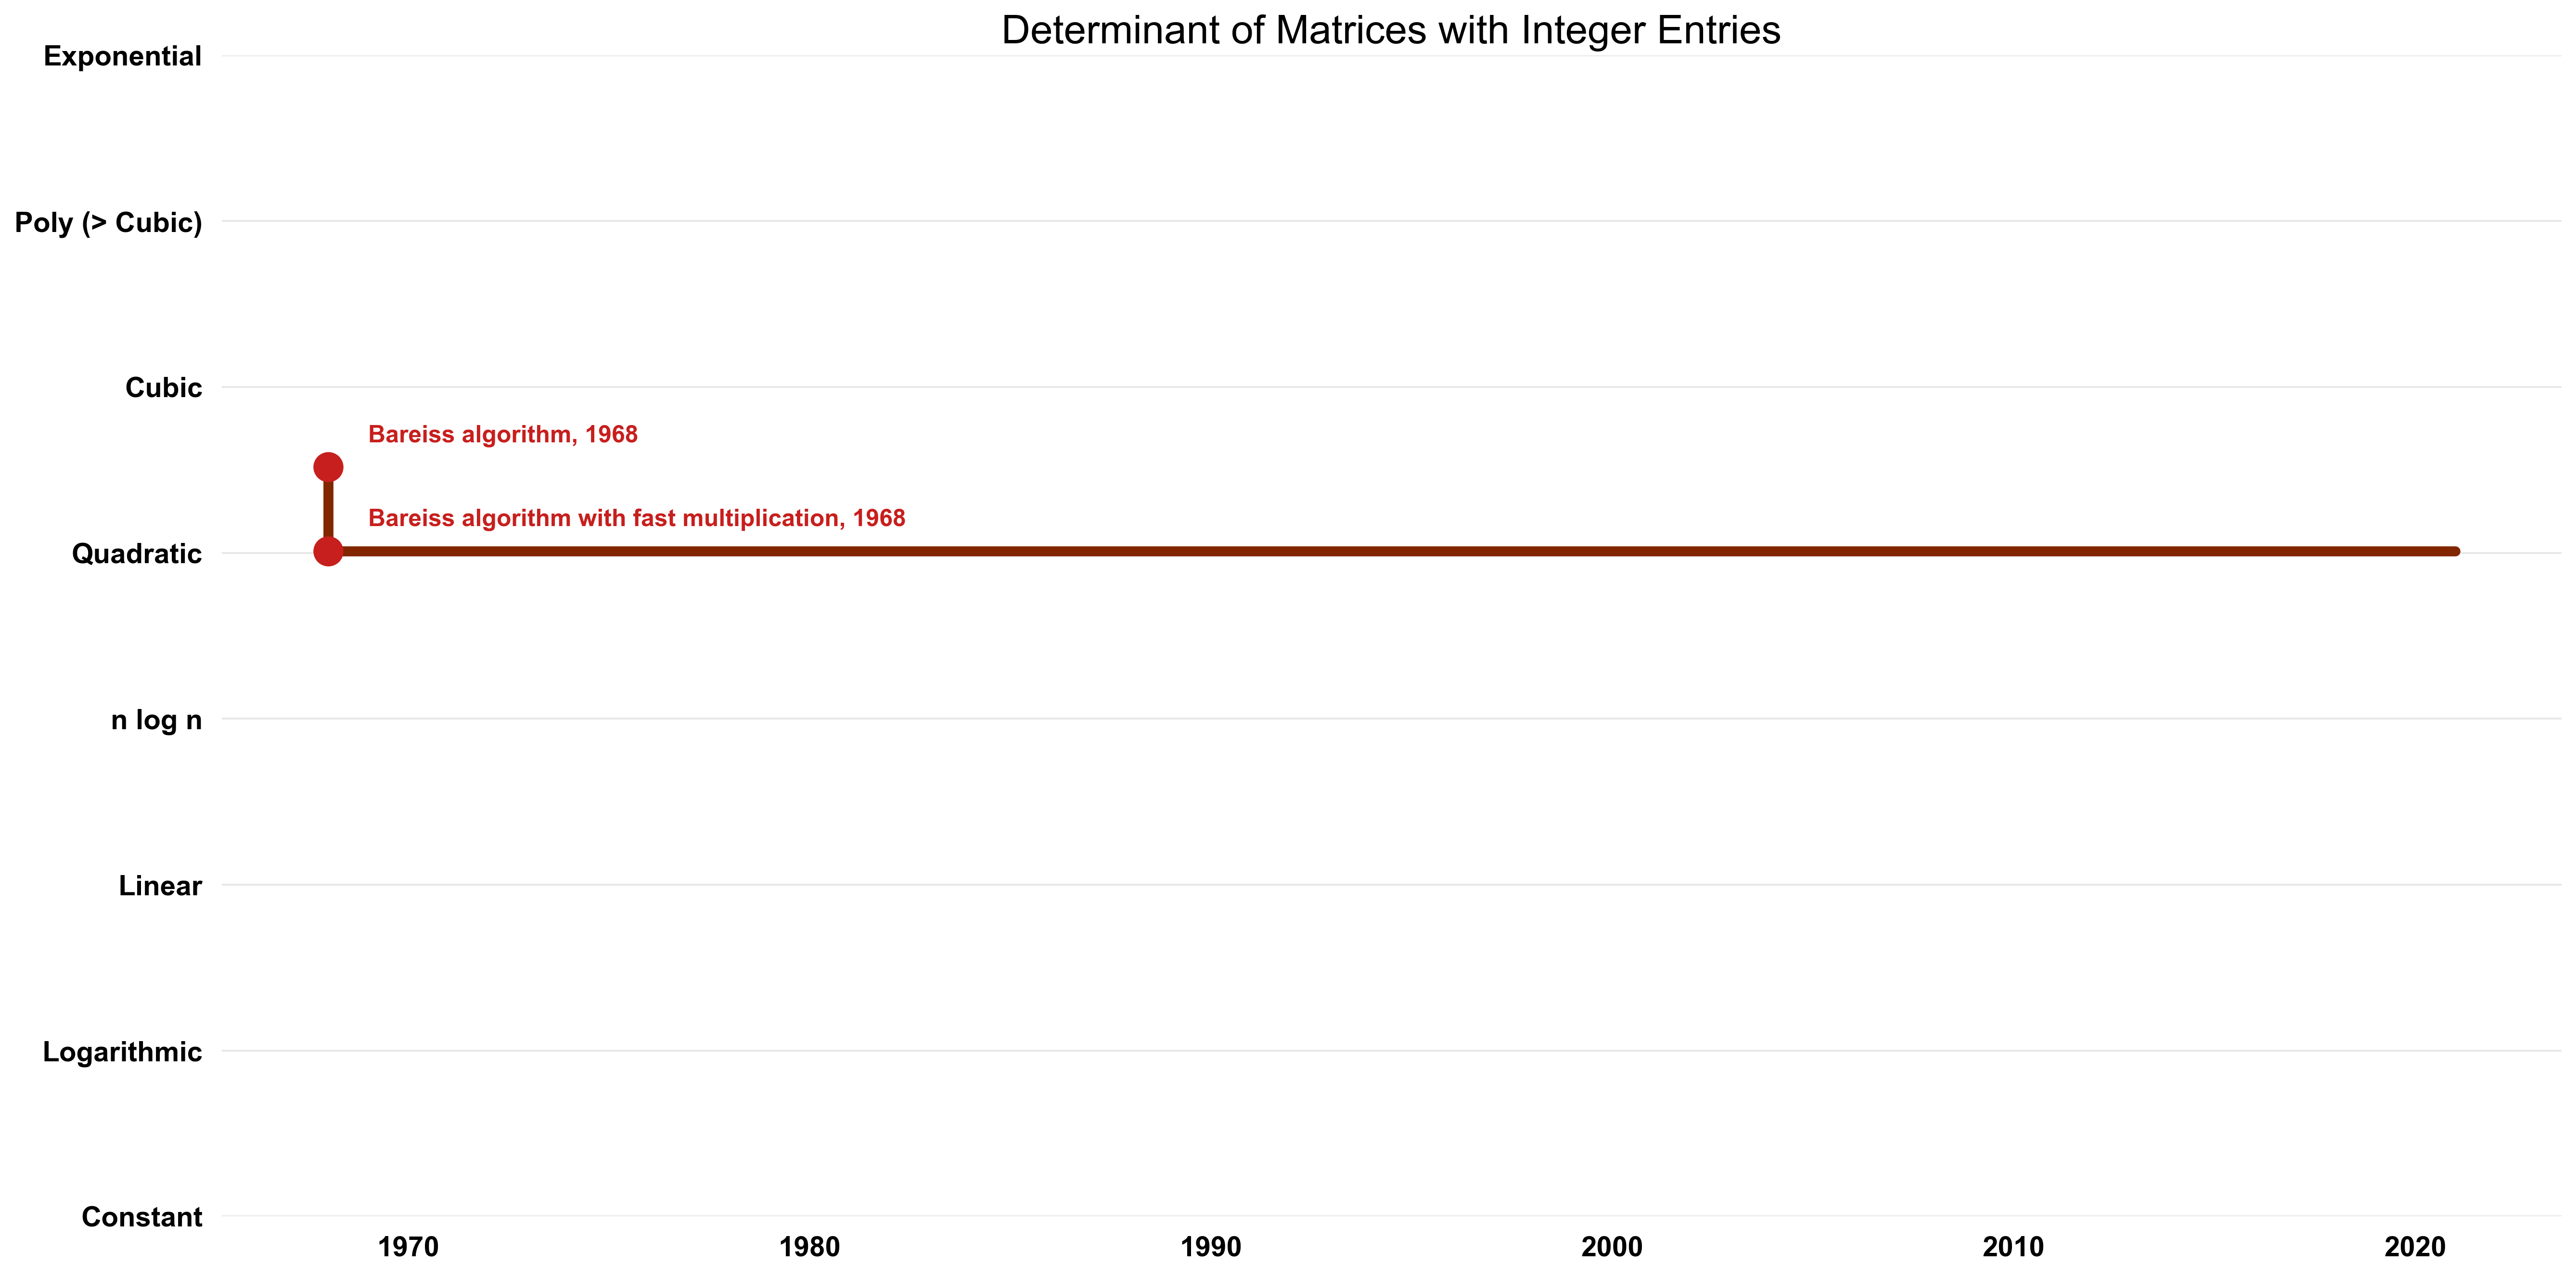 Determinant of Matrices with Integer Entries
Exponential
Poly (> Cubic)
Cubic
Bareiss algorithm, 1968
Bareiss algorithm with fast multiplication, 1968
Quadratic
n log n
Linear
Logarithmic
Constant
1970 1980 1990 2000 2010 2020